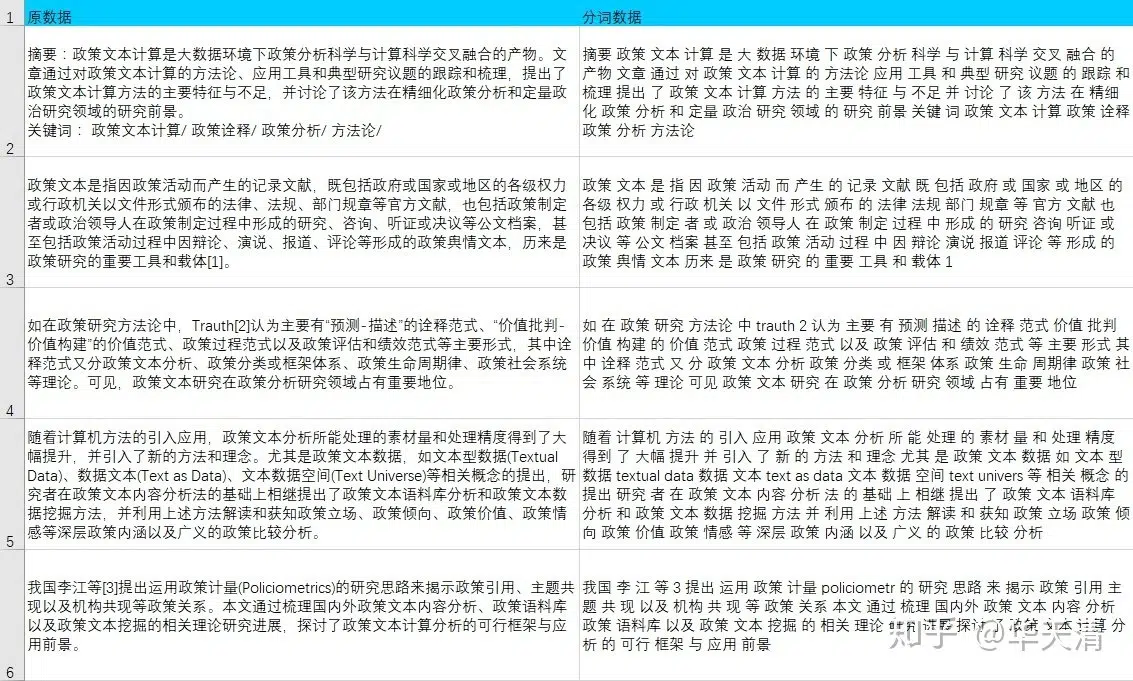 1
原数据
分词数据
摘要：政策文本计算是大数据环境下政策分析科学与计算科学交叉融合的产物。文
章通过对政策文本计算的方法论、应用工具和典型研究议题的跟踪和梳理，提出了
政策文本计算方法的主要特征与不足，并讨论了该方法在精细化政策分析和定量政
治研究领域的研究前景。
关键词： 政策文本计算/ 政策诠释/ 政策分析/ 方法论/
摘要 政策 文本 计算 是 大 数据 环境 下 政策 分析 科学 与 计算 科学 交叉 融合 的
产物 文章 通过 对 政策 文本 计算 的 方法论 应用 工具 和 典型 研究 议题 的 跟踪 和
梳理 提出 了 政策 文本 计算 方法 的 主要 特征 与 不足 并 讨论 了 该 方法 在 精细
化 政策 分析 和 定量 政治 研究 领域 的 研究 前景 关键 词 政策 文本 计算 政策 诠释
政策 分析 方法论
2
政策文本是指因政策活动而产生的记录文献，既包括政府或国家或地区的各级权力
或行政机关以文件形式颁布的法律、法规、部门规章等官方文献，也包括政策制定
者或政治领导人在政策制定过程中形成的研究、咨询、听证或决议等公文档案，甚
至包括政策活动过程中因辩论、演说、报道、评论等形成的政策舆情文本，历来是
政策研究的重要工具和载体[1]。
政策 文本 是 指 因 政策 活动 而 产生 的 记录 文献 既 包括 政府 或 国家 或 地区 的
各级 权力 或 行政 机关 以 文件 形式 颁布 的 法律 法规 部门 规章 等 官方 文献 也
包括 政策 制定 者 或 政治 领导人 在 政策 制定 过程 中 形成 的 研究 咨询 听证 或
决议 等 公文 档案 甚至 包括 政策 活动 过程 中 因 辩论 演说 报道 评论 等 形成 的
政策 舆情 文本 历来 是 政策 研究 的 重要 工具 和 载体 1
3
如在政策研究方法论中，Trauth[2]认为主要有“预测-描述”的诠释范式、“价值批判-
价值构建”的价值范式、政策过程范式以及政策评估和绩效范式等主要形式，其中诠
释范式又分政策文本分析、政策分类或框架体系、政策生命周期律、政策社会系统
等理论。可见，政策文本研究在政策分析研究领域占有重要地位。
如 在 政策 研究 方法论 中 trauth 2 认为 主要 有 预测 描述 的 诠释 范式 价值 批判
价值 构建 的 价值 范式 政策 过程 范式 以及 政策 评估 和 绩效 范式 等 主要 形式 其
中 诠释 范式 又 分 政策 文本 分析 政策 分类 或 框架 体系 政策 生命 周期律 政策 社
会 系统 等 理论 可见 政策 文本 研究 在 政策 分析 研究 领域 占有 重要 地位
4
随着计算机方法的引入应用，政策文本分析所能处理的素材量和处理精度得到了大
幅提升，并引入了新的方法和理念。尤其是政策文本数据，如文本型数据(Textual
Data)、数据文本(Text as Data)、文本数据空间(Text Universe)等相关概念的提出，研
究者在政策文本内容分析法的基础上相继提出了政策文本语料库分析和政策文本数
据挖掘方法，并利用上述方法解读和获知政策立场、政策倾向、政策价值、政策情
感等深层政策内涵以及广义的政策比较分析。
随着 计算机 方法 的 引入 应用 政策 文本 分析 所 能 处理 的 素材 量 和 处理 精度
得到 了 大幅 提升 并 引入 了 新 的 方法 和 理念 尤其 是 政策 文本 数据 如 文本 型
数据 textual data 数据 文本 text as data 文本 数据 空间 text univers 等 相关 概念 的
提出 研究 者 在 政策 文本 内容 分析 法 的 基础 上 相继 提出 了 政策 文本 语料库
分析 和 政策 文本 数据 挖掘 方法 并 利用 上述 方法 解读 和 获知 政策 立场 政策 倾
向 政策 价值 政策 情感 等 深层 政策 内涵 以及 广义 的 政策 比较 分析
5
我国李江等[3]提出运用政策计量(Policiometrics)的研究思路来揭示政策引用、主题共
现以及机构共现等政策关系。本文通过梳理国内外政策文本内容分析、政策语料库
以及政策文本挖掘的相关理论研究进展，探讨了政策文本计算分析的可行框架与应
用前景。
我国 李 江 等 3 提出 运用 政策 计量 policiometr 的 研究 思路 来 揭示 政策 引用 主
题 共 现 以及 机构 共 现 等 政策 关系 本文 通过 梳理 国内外 政策 文本 内容 分析
政策 语料库 以及 政策 文本 挖掘 的 相关 理论 研究 进展 探讨 了 政策 文本 计算 分
析 的 可行 框架 与 应用 前景
6
知乎 @华天清